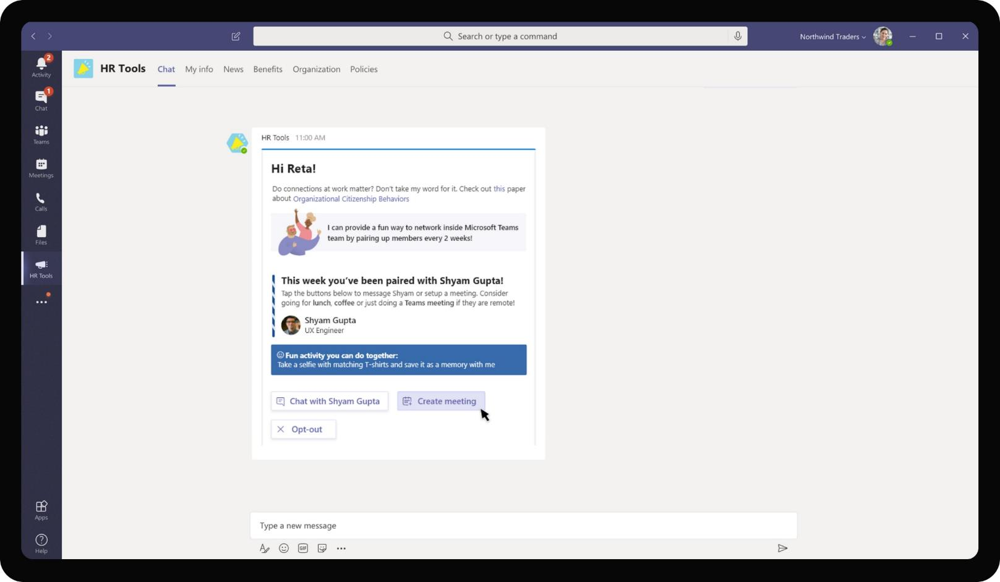 Search or type a command
Northwind Traders
2
Activity
1
Chat
Teams
Meetings
Calls
Files
HR Tools
Apps
Help
HR Tools
Chat
My info
News
Benefits
Organization
Policies
HR Tools 11:00 AM
Hi Reta!
Do connections at work matter? Don't take my word for it. Check out this paper
about Organizational Citizenship Behaviors
I can provide a fun way to network inside Microsoft Teams
team by pairing up members every 2 weeks!
This week you've been paired with Shyam Gupta!
Tap the buttons below to message Shyam or setup a meeting. Consider
going for lunch, coffee or just doing a Teams meeting if they are remote!
Shyam Gupta
UX Engineer
Fun activity you can do together:
Take a selfie with matching T-shirts and save it as a memory with me
Chat with Shyam Gupta
Create meeting
Opt-out
Type a new message
GIF